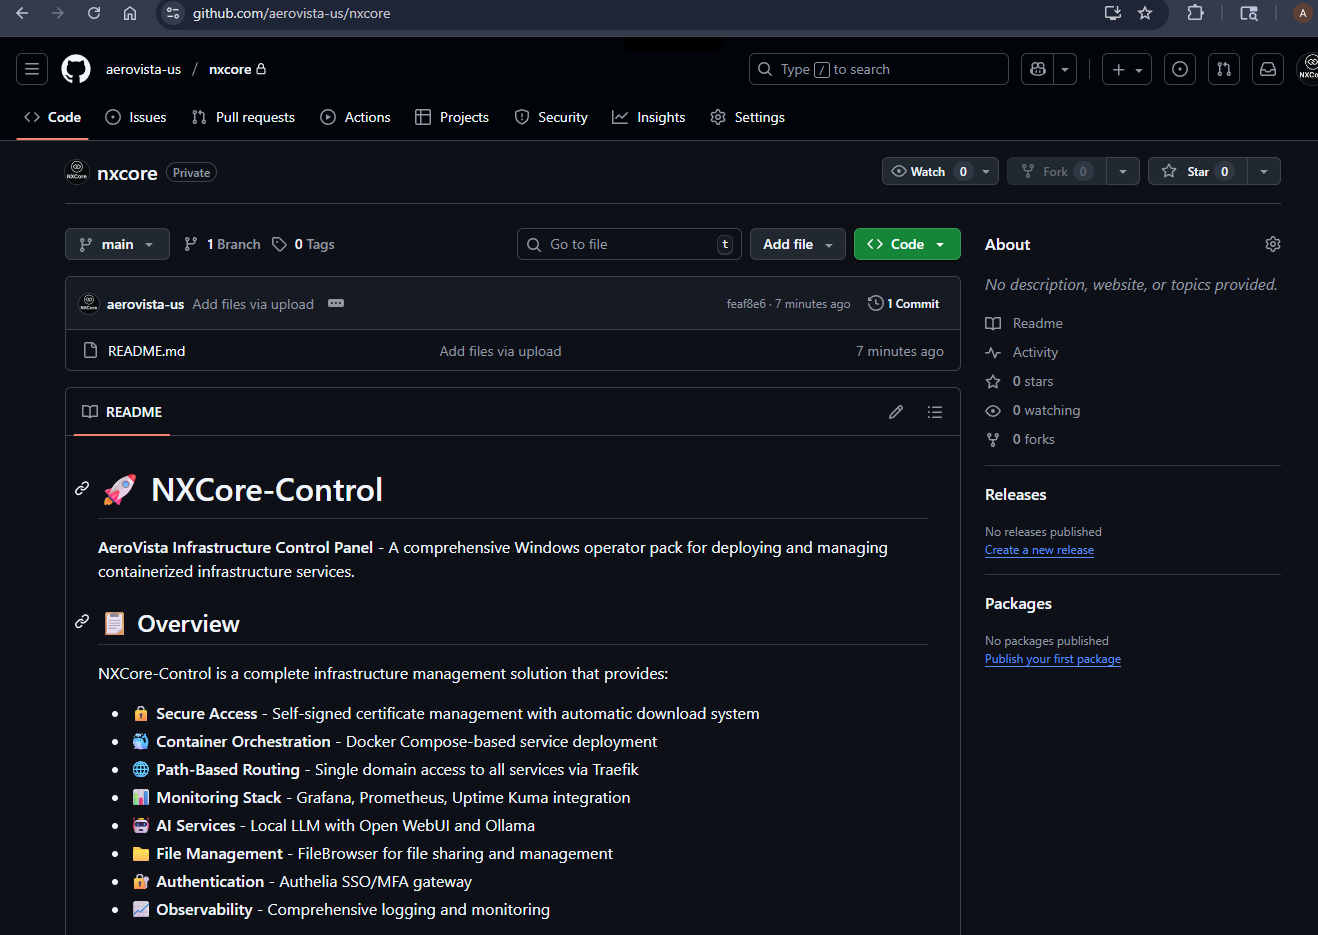 github.com/aerovista-us/nxcore
A
aerovista-us / nxcore
Type / to search
NXCo
Code Issues Pull requests Actions Projects Security Insights Settings
NXCore nxcore Private
Watch 0 Fork 0 Star 0
main 1 Branch 0 Tags
Go to file t
Add file
Code
About
No description, website, or topics provided.
Readme
Activity
0 stars
0 watching
0 forks
Releases
No releases published
Create a new release
Packages
No packages published
Publish your first package
NXCore aerovista-us Add files via upload feaf8e6 · 7 minutes ago 1 Commit
README.md Add files via upload 7 minutes ago
README
🚀 NXCore-Control
AeroVista Infrastructure Control Panel - A comprehensive Windows operator pack for deploying and managing
containerized infrastructure services.
📋 Overview
NXCore-Control is a complete infrastructure management solution that provides:
• 🔒 Secure Access - Self-signed certificate management with automatic download system
• 🐳 Container Orchestration - Docker Compose-based service deployment
• 🌐 Path-Based Routing - Single domain access to all services via Traefik
• 📊 Monitoring Stack - Grafana, Prometheus, Uptime Kuma integration
• 🤖 AI Services - Local LLM with Open WebUI and Ollama
• 📁 File Management - FileBrowser for file sharing and management
• 🔐 Authentication - Authelia SSO/MFA gateway
• 📈 Observability - Comprehensive logging and monitoring